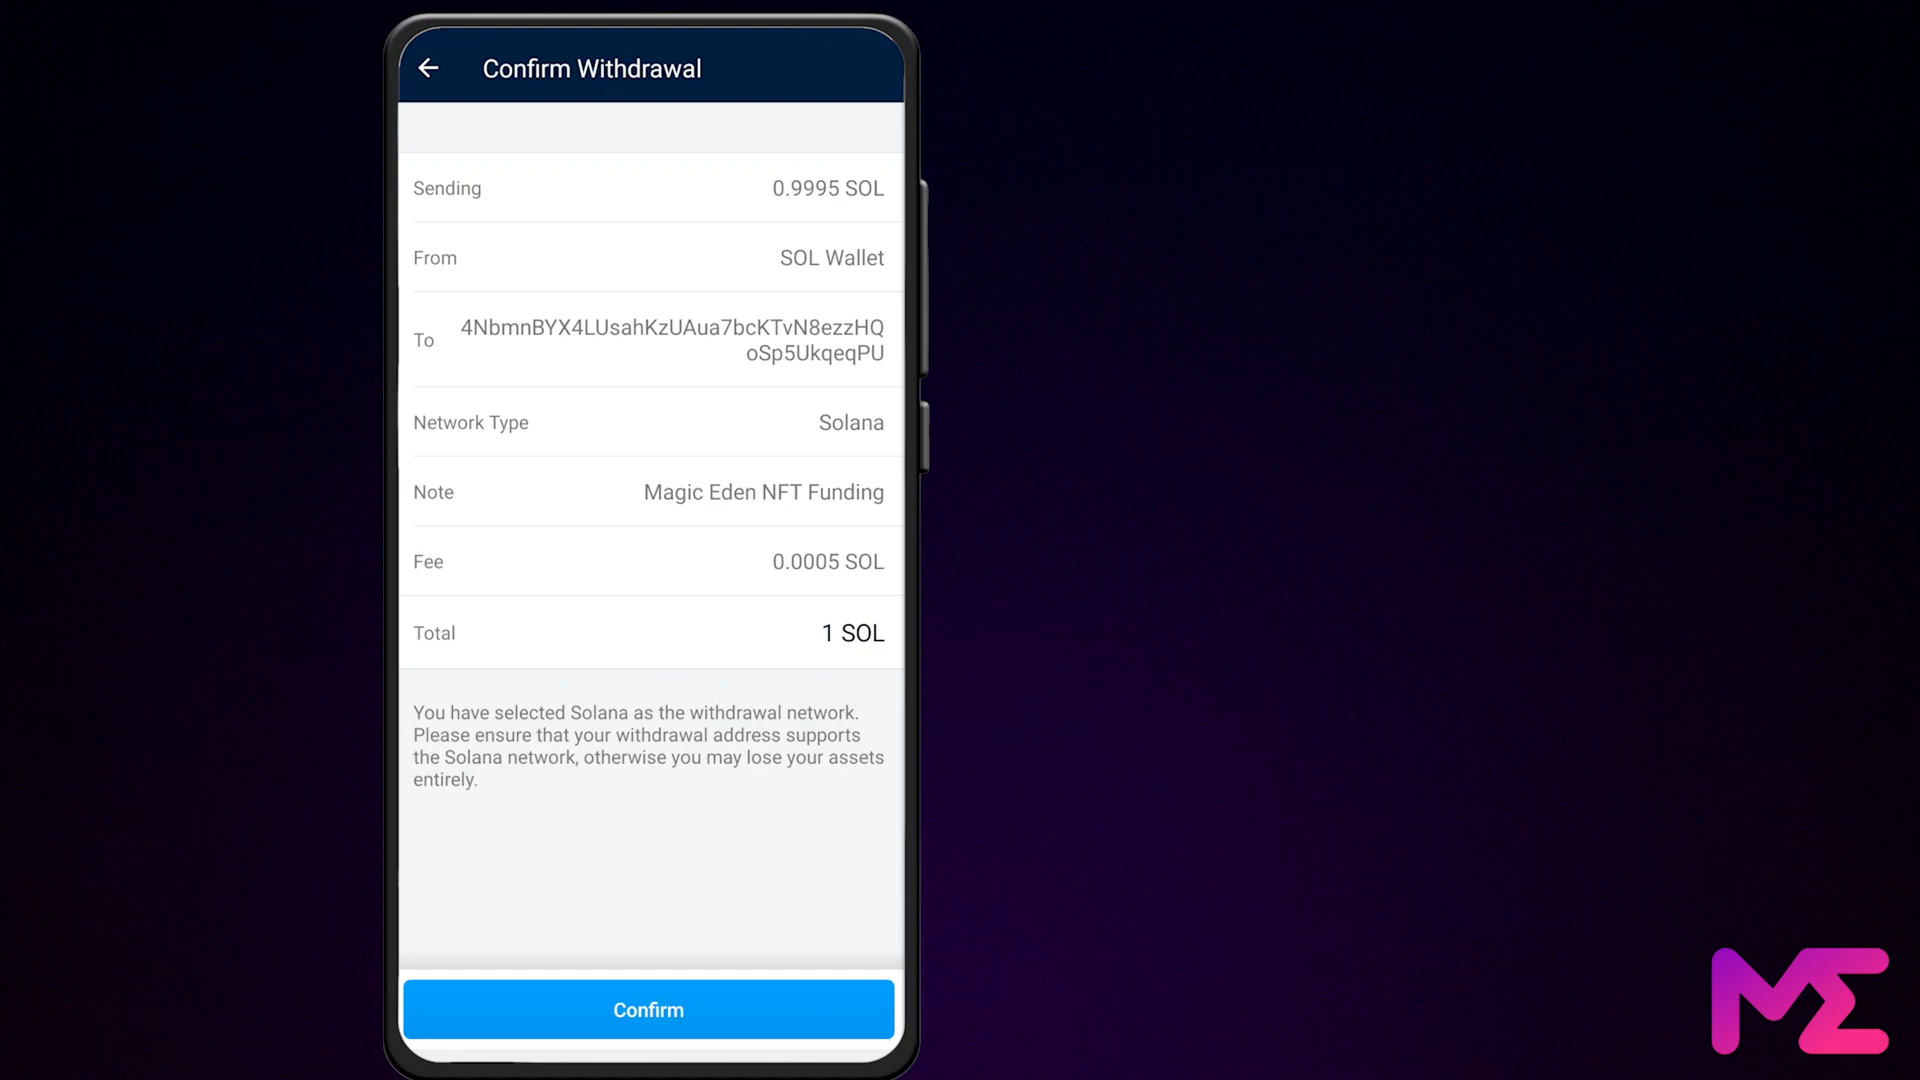 Confirm Withdrawal
Sending 0.9995 SOL
From SOL Wallet
To 4NbmnBYX4LUsahKzUAua7bcKTvN8ezzHQ
oSp5UkqeqPU
Network Type Solana
Note Magic Eden NFT Funding
Fee 0.0005 SOL
Total 1 SOL
You have selected Solana as the withdrawal network.
Please ensure that your withdrawal address supports
the Solana network, otherwise you may lose your assets
entirely.
Confirm
ME